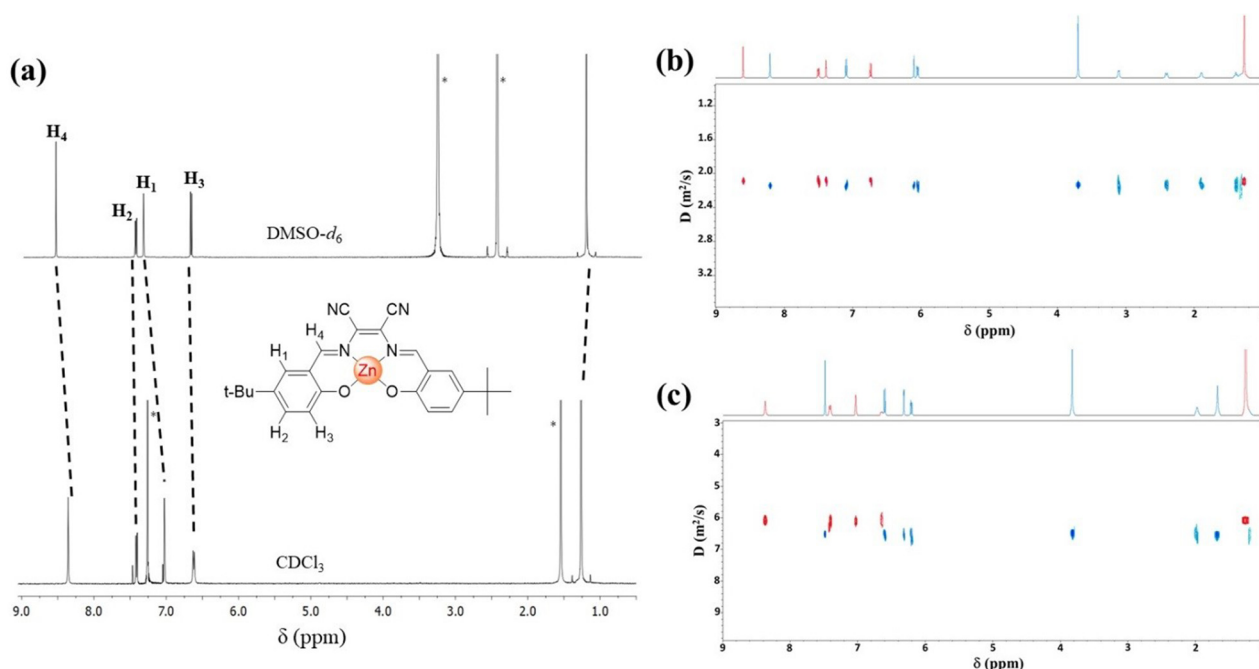 (a)
H4
H2
H1
H3
*
*
DMSO-d6
CN
CN
H4
H1
N
N
Zn
t-Bu
O
O
H2
H3
*
*
CDCl3
9.0 8.0 7.0 6.0 5.0 4.0 3.0 2.0 1.0
δ (ppm)
(b)
D (m²/s)
1.2
1.6
2.0
2.4
2.8
3.2
9 8 7 6 5 4 3 2 1
δ (ppm)
(c)
D (m²/s)
3
4
5
6
7
8
9
9 8 7 6 5 4 3 2
δ (ppm)